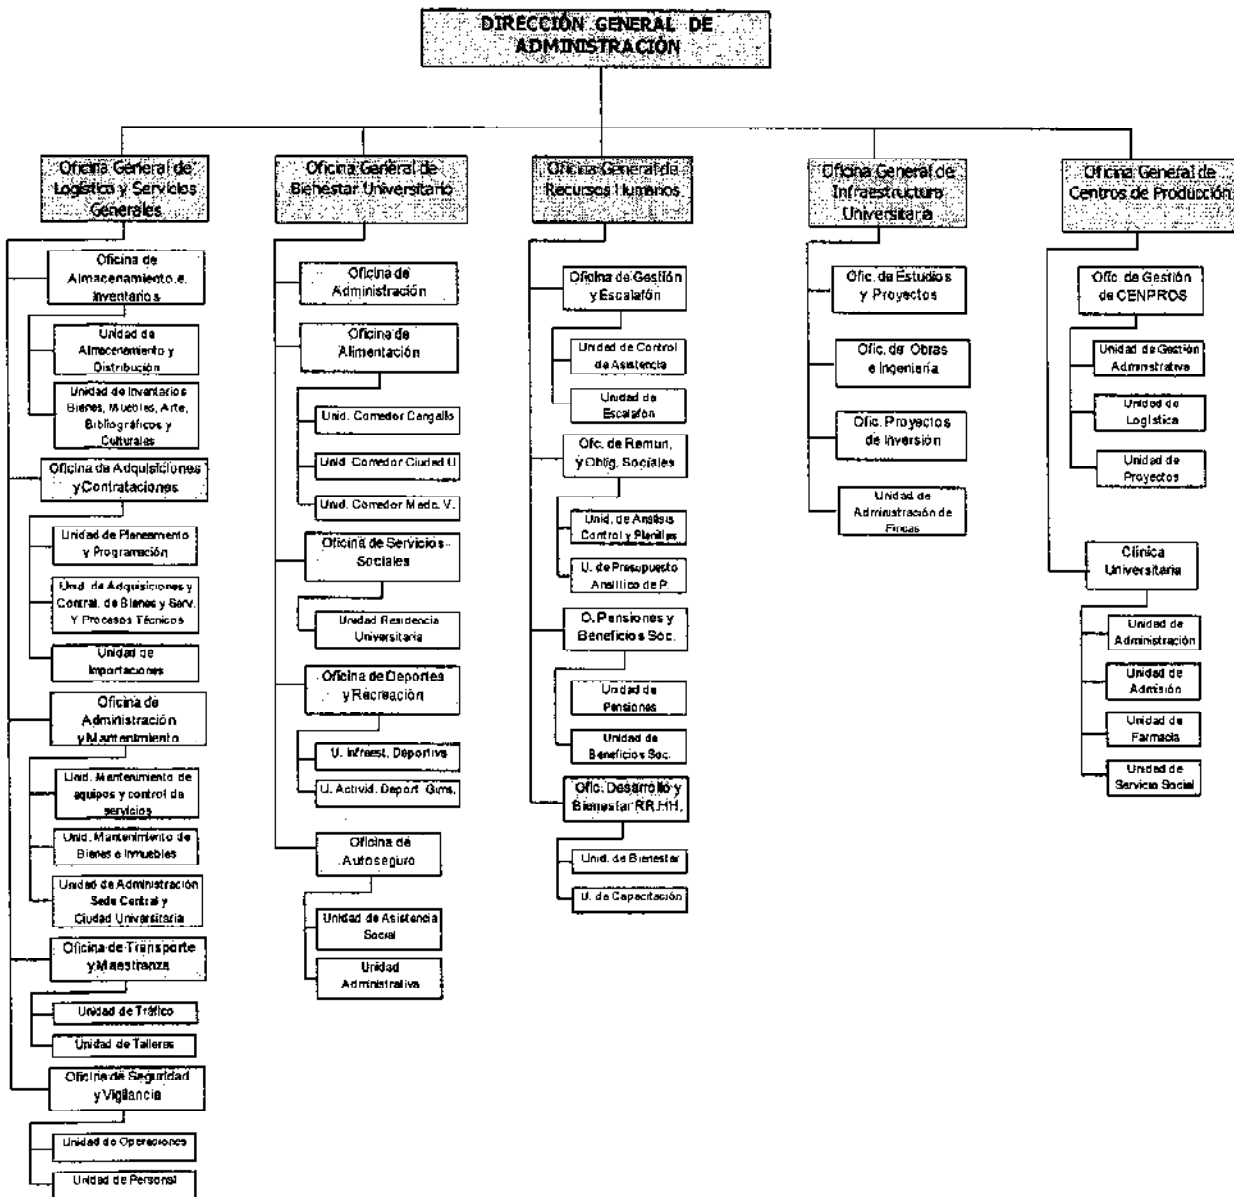 DIRECCIÓN GENERAL DE
ADMINISTRACIÓN
Oficina General de
Logística y Servicios
Generales
Oficina de
Almacenamiento e
Inventarios
Unidad de
Almacenamiento y
Distribución
Unidad de Inventarios
Bienes, Muebles, Arte,
Bibliográficos y
Culturales
Oficina de Adquisiciones
y Contrataciones
Unidad de Planeamiento
y Programación
Unid. de Adquisiciones y
Contrat. de Bienes y Serv.
Y Procesos Técnicos
Unidad de
Importaciones
Oficina de
Administración
y Mantenimiento
Unid. Mantenimiento de
equipos y control de
servicios
Unid. Mantenimiento de
Bienes e Inmuebles
Unidad de Administración
Sede Central y
Ciudad Universitaria
Oficina de Transporte
y Maestranza
Unidad de Tráfico
Unidad de Talleres
Oficina de Seguridad
y Vigilancia
Unidad de Operaciones
Unidad de Personal
Oficina General de
Bienestar Universitario
Oficina de
Administración
Oficina de
Alimentación
Unid. Comedor Cangallo
Unid. Comedor Ciudad U
Unid. Comedor Medc. V.
Oficina de Servicios
Sociales
Unidad Residencia
Universitaria
Oficina de Deportes
y Recreación
U. Infraest. Deportiva
U. Activid. Deport. Gims.
Oficina de
Autoseguro
Unidad de Asistencia
Social
Unidad
Administrativa
Oficina General de
Recursos Humanos
Oficina de Gestión
y Escalafón
Unidad de Control
de Asistencia
Unidad de
Escalafón
Ofc. de Remun.
y Oblig. Sociales
Unid. de Análisis
Control y Planillas
U. de Presupuesto
Analítico de P.
O. Pensiones y
Beneficios Soc.
Unidad de
Pensiones
Unidad de
Beneficios Soc.
Ofic. Desarrollo y
Bienestar RR.HH.
Unid. de Bienestar
U. de Capacitación
Oficina General de
Infraestructura
Universitaria
Ofic. de Estudios
y Proyectos
Ofic. de Obras
e Ingeniería
Ofic. Proyectos
de Inversión
Unidad de
Administración de
Fincas
Oficina General de
Centros de Producción
Ofic. de Gestión
de CENPROS
Unidad de Gestión
Administrativa
Unidad de
Logística
Unidad de
Proyectos
Clínica
Universitaria
Unidad de
Administración
Unidad de
Admisión
Unidad de
Farmacia
Unidad de
Servicio Social